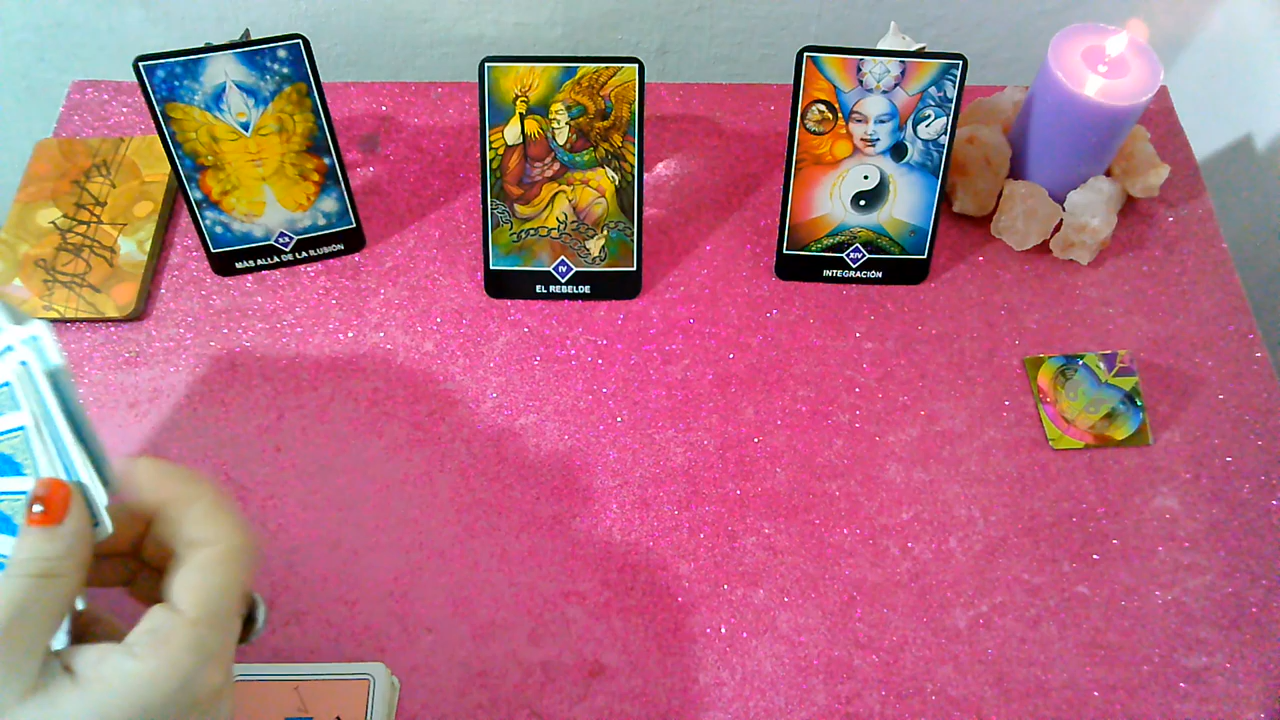 XX
MÁS ALLÁ DE LA ILUSIÓN
IV
EL REBELDE
XIV
INTEGRACIÓN